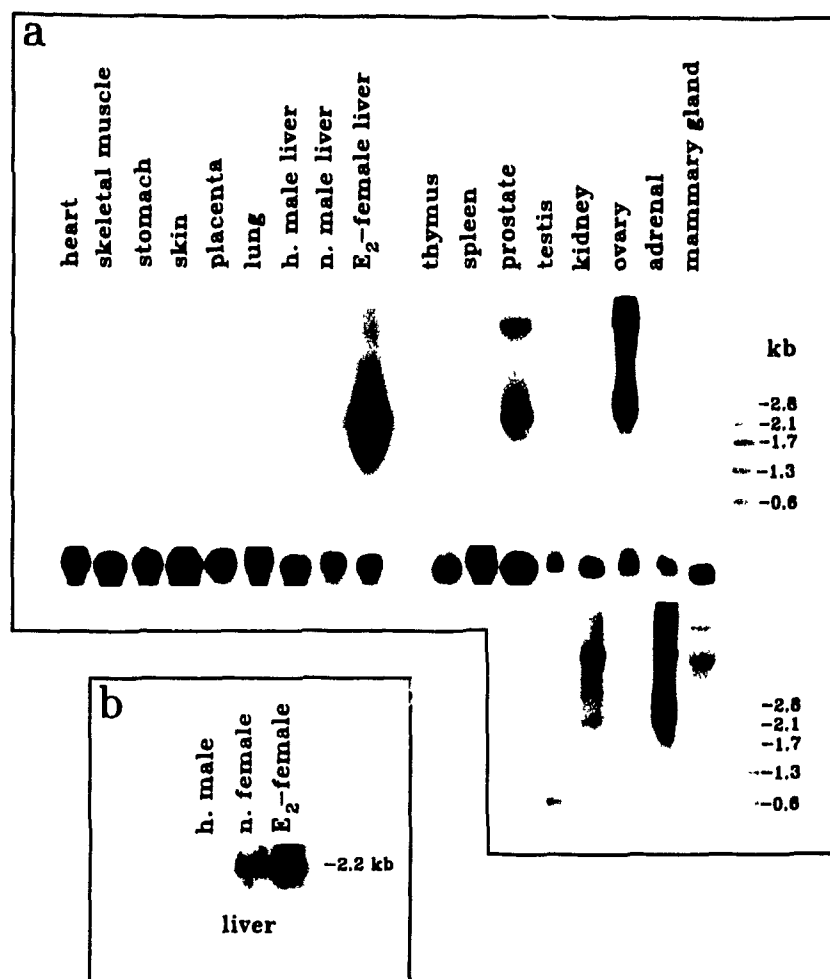 a
heart
skeletal muscle
stomach
skin
placenta
lung
h. male liver
n. male liver
E₂-female liver
thymus
spleen
prostate
testis
kidney
ovary
adrenal
mammary gland
kb
-2.8
-2.1
-1.7
-1.3
-0.6
-2.8
-2.1
-1.7
-1.3
-0.6
b
h. male
n. female
E₂-female
-2.2 kb
liver